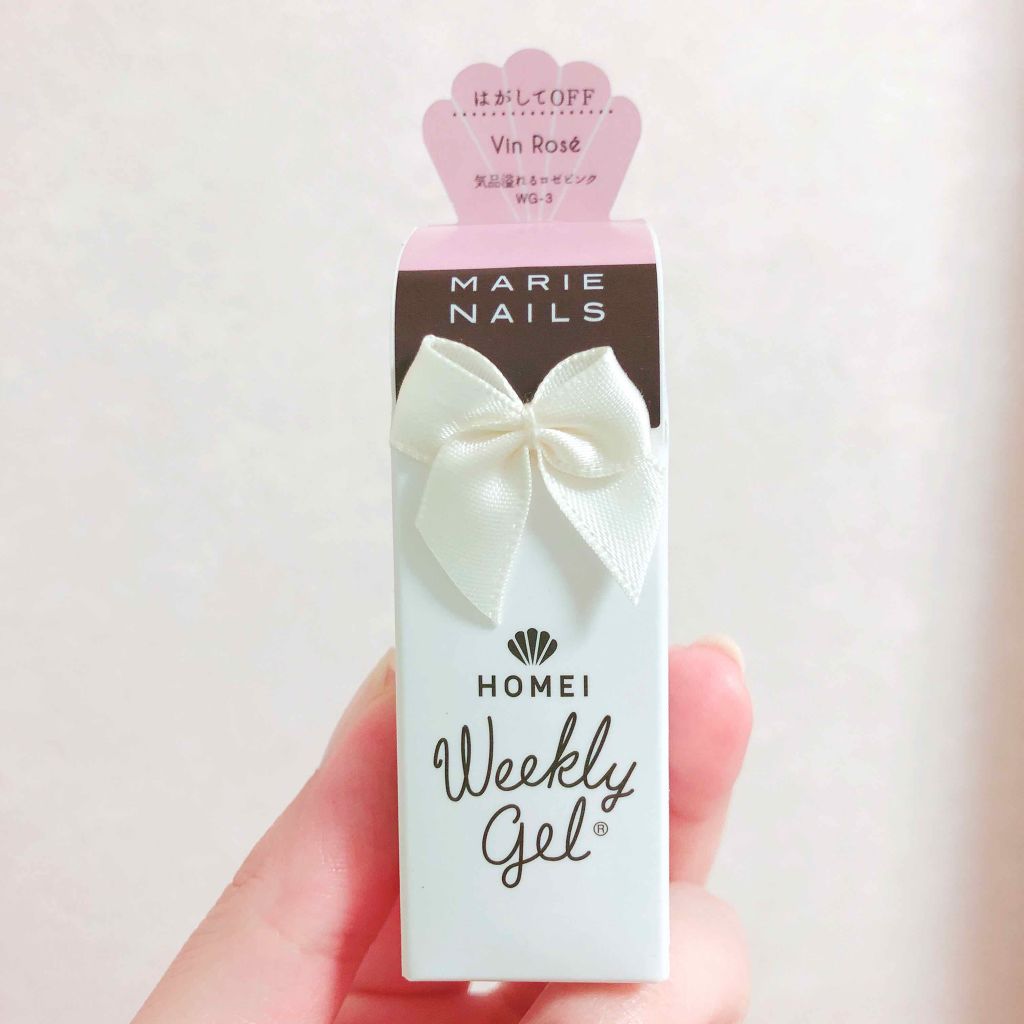 はがしてOFF
Vin Rosé
気品溢れるロゼピンク
WG-3
MARIE
NAILS
HOMEI
Weekly
Gel®